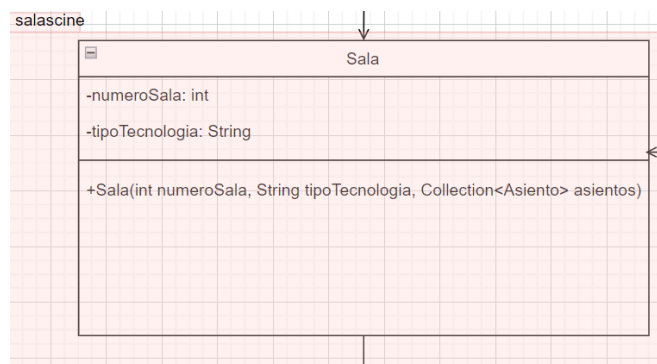 salascine
Sala
-numeroSala: int
-tipoTecnologia: String
+Sala(int numeroSala, String tipoTecnologia, Collection<Asiento> asientos)